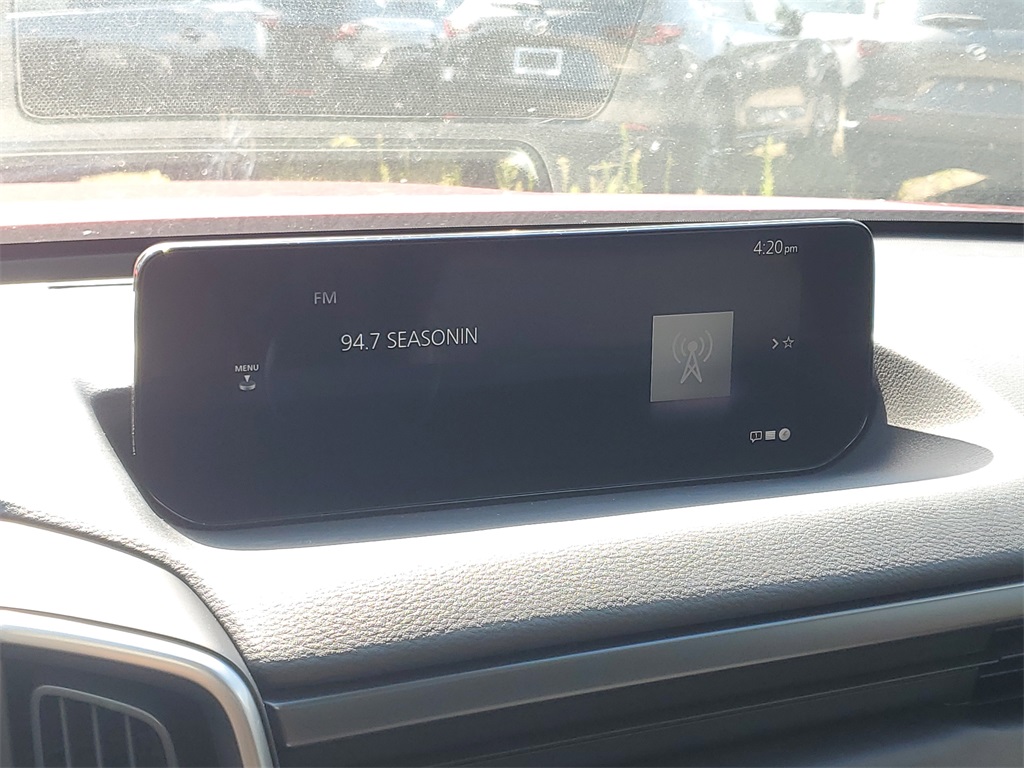 4:20pm
FM
94.7 SEASONIN
MENU